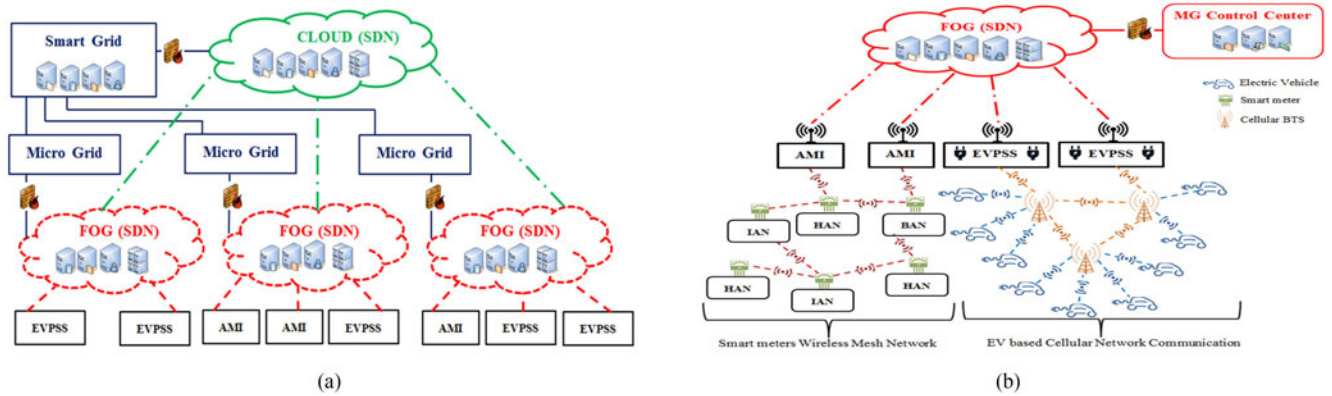 Smart Grid
CLOUD (SDN)
Micro Grid
Micro Grid
Micro Grid
FOG (SDN)
FOG (SDN)
FOG (SDN)
EVPSS
EVPSS
AMI
AMI
EVPSS
AMI
EVPSS
EVPSS
(a)
FOG (SDN)
MG Control Center
Electric Vehicle
Smart meter
Cellular BTS
AMI
AMI
EVPSS
EVPSS
IAN
HAN
BAN
HAN
IAN
HAN
Smart meters Wireless Mesh Network
EV based Cellular Network Communication
(b)